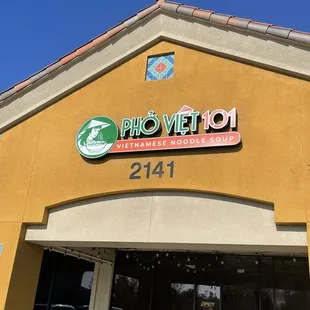 PHỞ VIỆT 101
VIETNAMESE NOODLE SOUP
2141